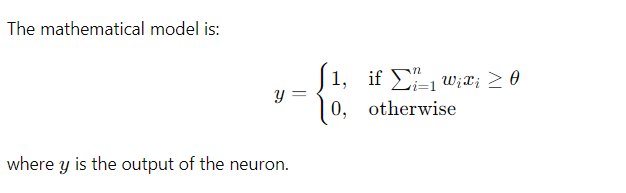 The mathematical model is:
y = { 1, if ∑ⁿᵢ₌₁ wᵢxᵢ ≥ θ
0, otherwise
where y is the output of the neuron.